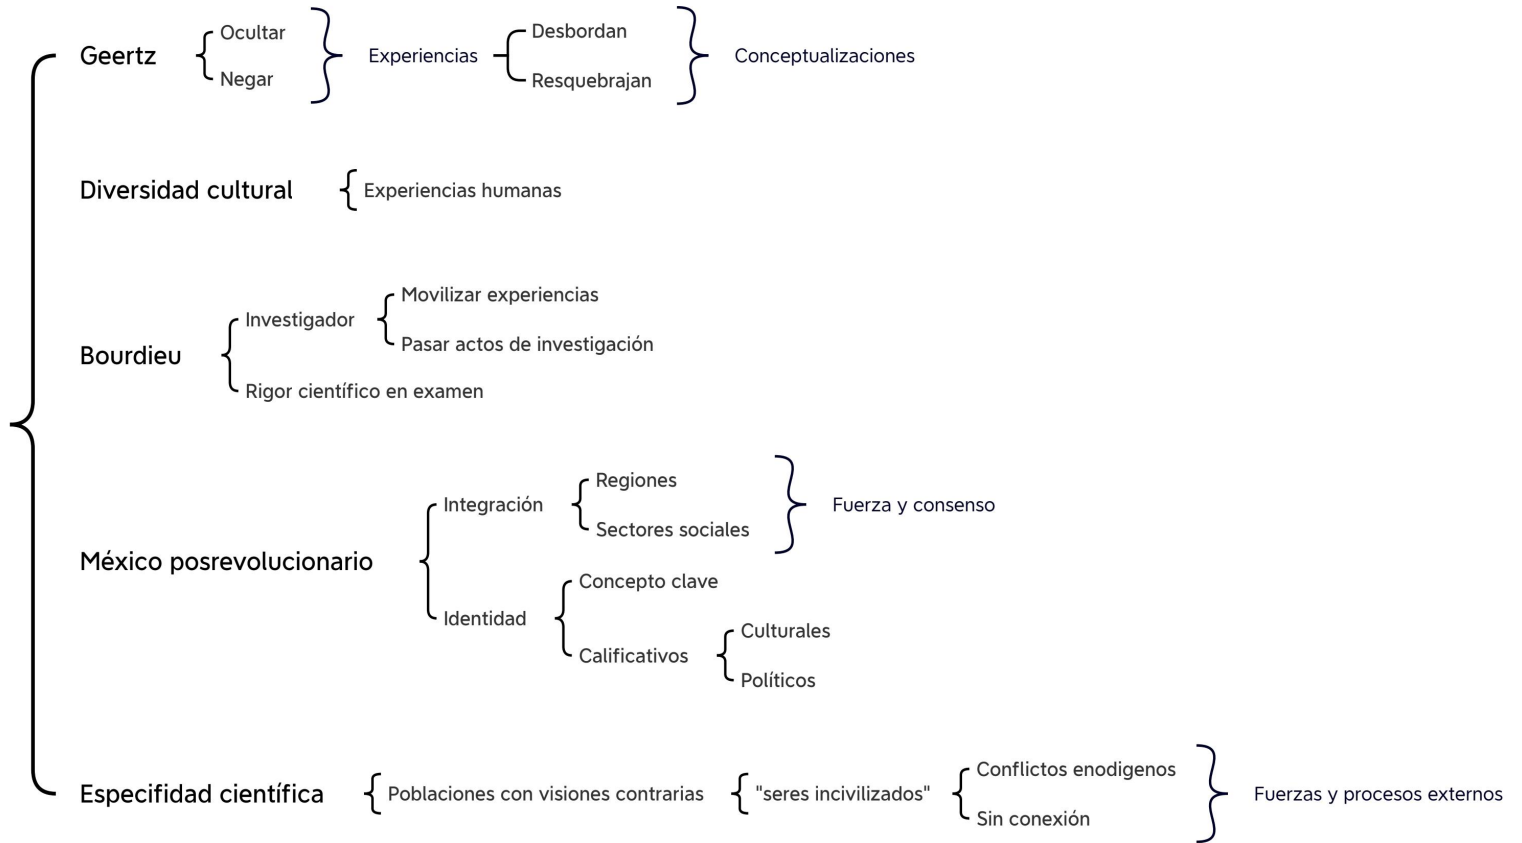 Geertz
Ocultar
Negar
Experiencias
Desbordan
Resquebrajan
Conceptualizaciones
Diversidad cultural
Experiencias humanas
Bourdieu
Investigador
Movilizar experiencias
Pasar actos de investigación
Rigor científico en examen
México posrevolucionario
Integración
Regiones
Sectores sociales
Fuerza y consenso
Identidad
Concepto clave
Calificativos
Culturales
Políticos
Especifidad científica
Poblaciones con visiones contrarias
"seres incivilizados"
Conflictos enodigenos
Sin conexión
Fuerzas y procesos externos